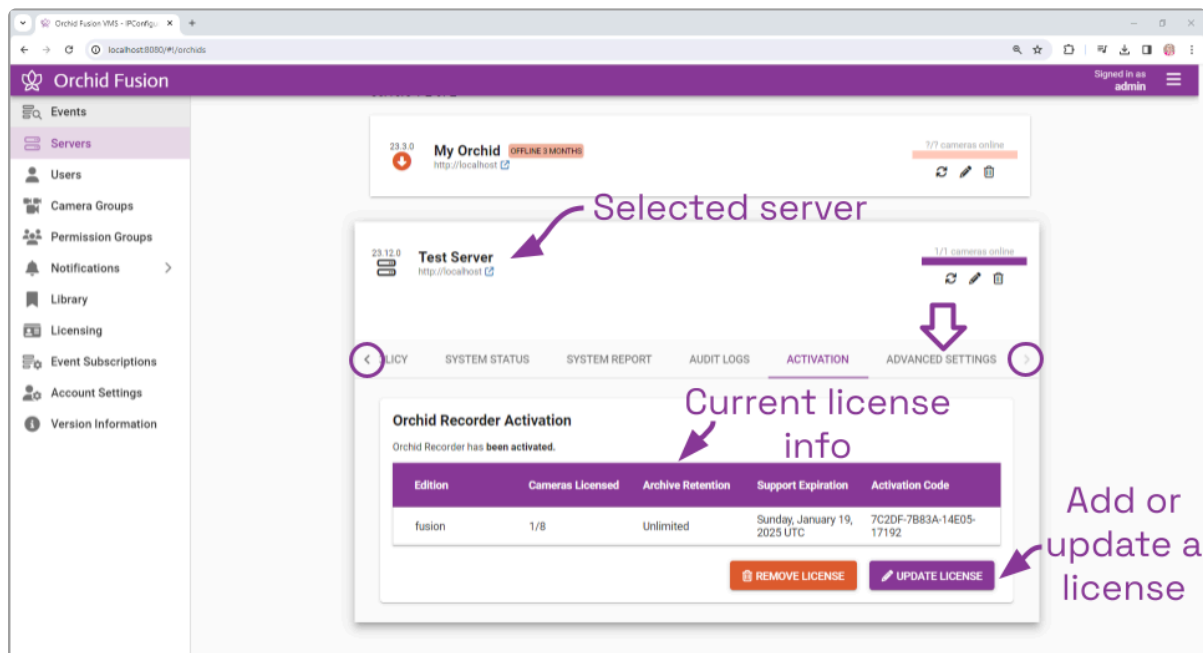 Orchid Fusion VMS - IPConfigu
localhost:8080/#!/orchids
Orchid Fusion
Signed in as
admin
Events
Servers
Users
Camera Groups
Permission Groups
Notifications
Library
Licensing
Event Subscriptions
Account Settings
Version Information
23.3.0
My Orchid OFFLINE 3 MONTHS
http://localhost
?/? cameras online
Selected server
23.12.0
Test Server
http://localhost
1/1 cameras online
LICY SYSTEM STATUS SYSTEM REPORT AUDIT LOGS ACTIVATION ADVANCED SETTINGS
Current license
info
Orchid Recorder Activation
Orchid Recorder has been activated.
Edition Cameras Licensed Archive Retention Support Expiration Activation Code
fusion 1/8 Unlimited Sunday, January 19, 7C2DF-7B83A-14E05-
2025 UTC 17192
REMOVE LICENSE UPDATE LICENSE
Add or
update a
license